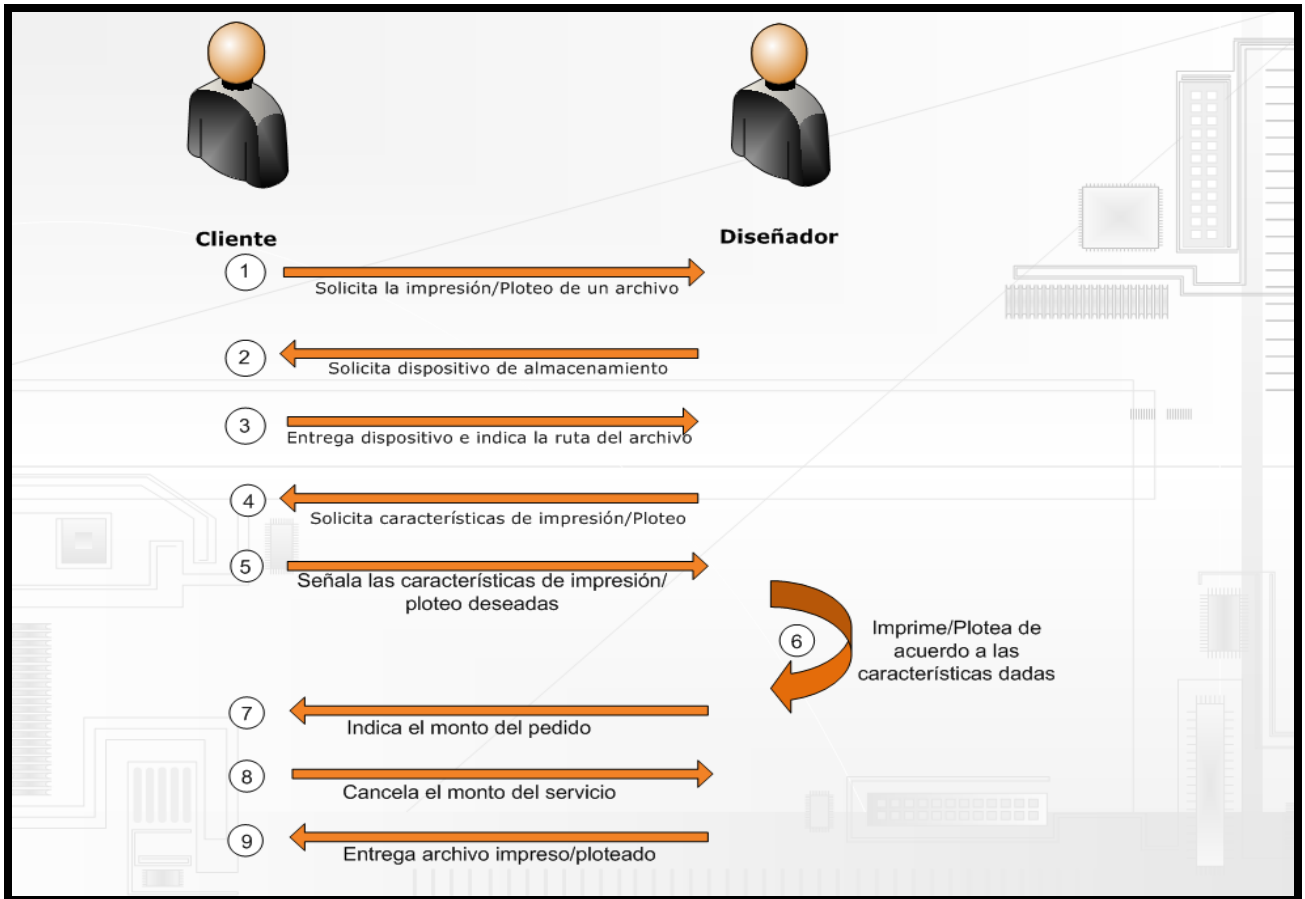 Cliente
Diseñador
1
Solicita la impresión/Ploteo de un archivo
2
Solicita dispositivo de almacenamiento
3
Entrega dispositivo e indica la ruta del archivo
4
Solicita características de impresión/Ploteo
5
Señala las características de impresión/
ploteo deseadas
6
Imprime/Plotea de
acuerdo a las
características dadas
7
Indica el monto del pedido
8
Cancela el monto del servicio
9
Entrega archivo impreso/ploteado